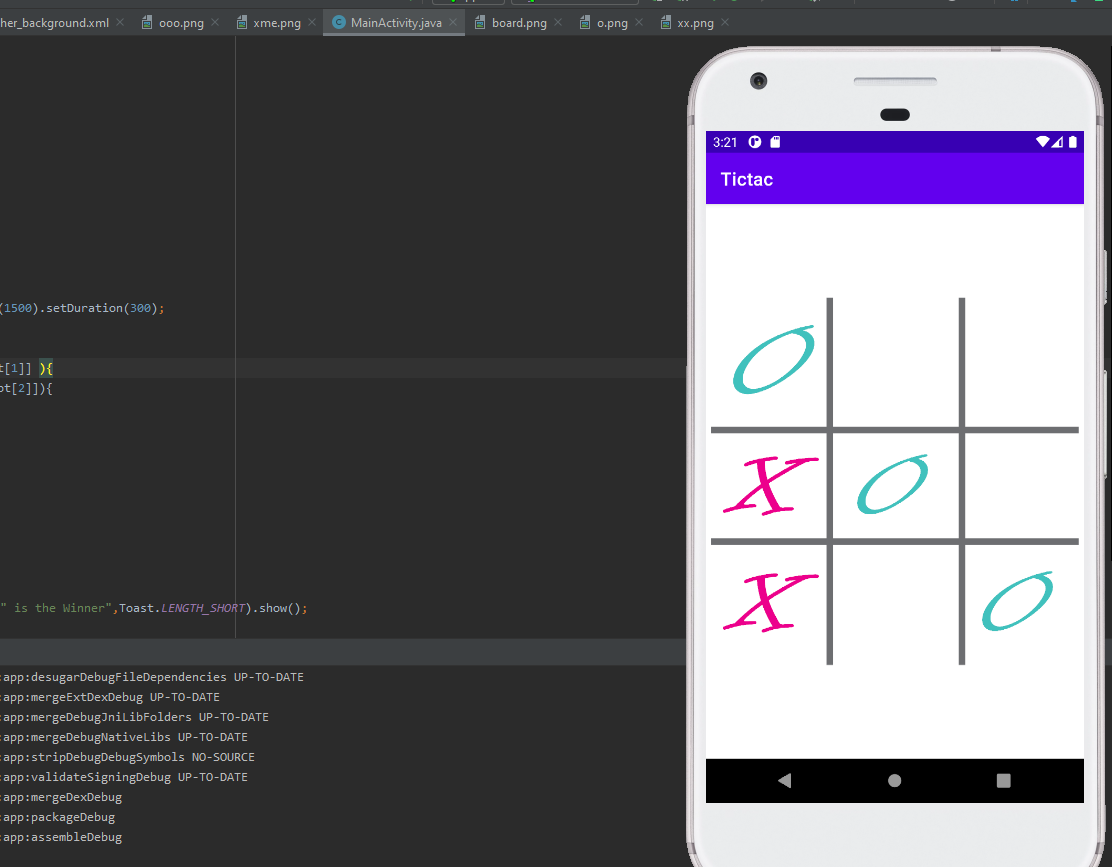 her_background.xml ooo.png xme.png MainActivity.java board.png o.png xx.png
3:21
Tictac
(1500).setDuration(300);
t[1]] ){
ot[2]]){
O
X O
X O
" is the Winner",Toast.LENGTH_SHORT).show();
:app:desugarDebugFileDependencies UP-TO-DATE
:app:mergeExtDexDebug UP-TO-DATE
:app:mergeDebugJniLibFolders UP-TO-DATE
:app:mergeDebugNativeLibs UP-TO-DATE
:app:stripDebugDebugSymbols NO-SOURCE
:app:validateSigningDebug UP-TO-DATE
:app:mergeDexDebug
:app:packageDebug
:app:assembleDebug